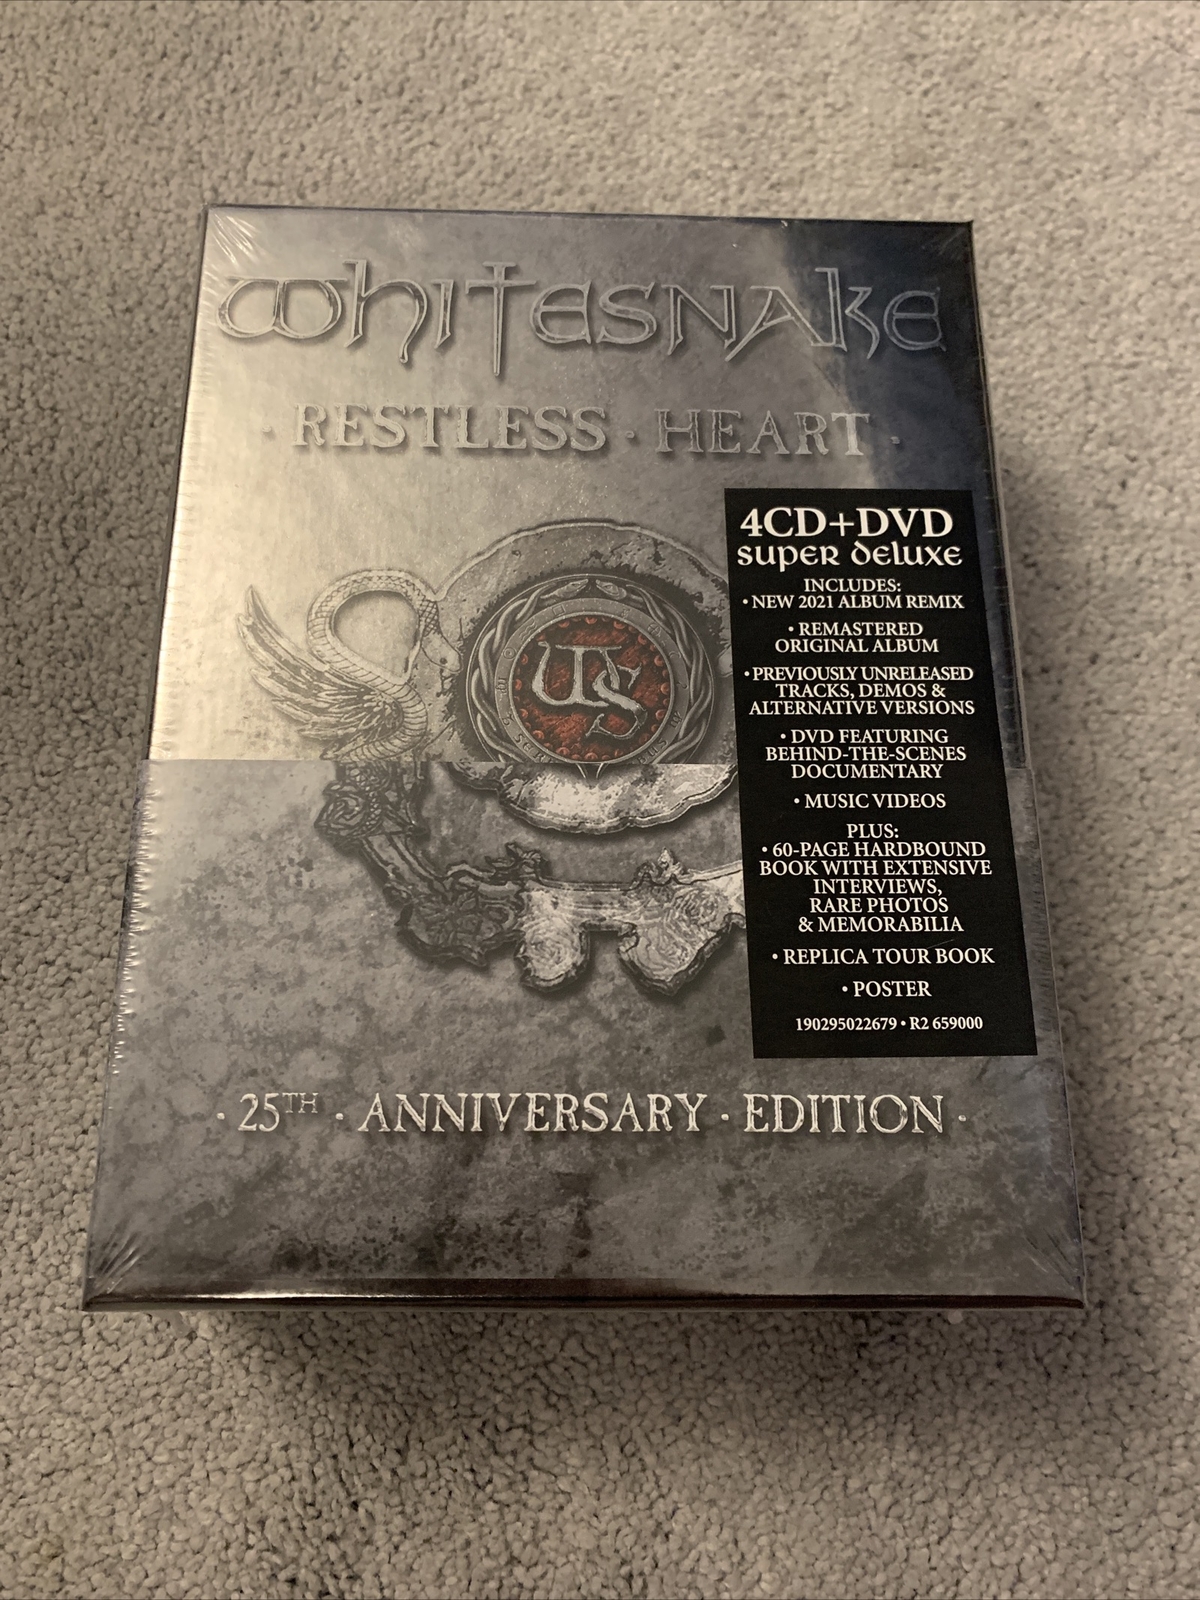 WHITESNAKE
· RESTLESS · HEART ·
4CD+DVD
SUPER DELUXE
INCLUDES:
• NEW 2021 ALBUM REMIX
• REMASTERED
ORIGINAL ALBUM
• PREVIOUSLY UNRELEASED
TRACKS, DEMOS &
ALTERNATIVE VERSIONS
• DVD FEATURING
BEHIND-THE-SCENES
DOCUMENTARY
• MUSIC VIDEOS
PLUS:
• 60-PAGE HARDBOUND
BOOK WITH EXTENSIVE
INTERVIEWS,
RARE PHOTOS
& MEMORABILIA
• REPLICA TOUR BOOK
• POSTER
190295022679 • R2 659000
WS
· 25TH · ANNIVERSARY · EDITION ·